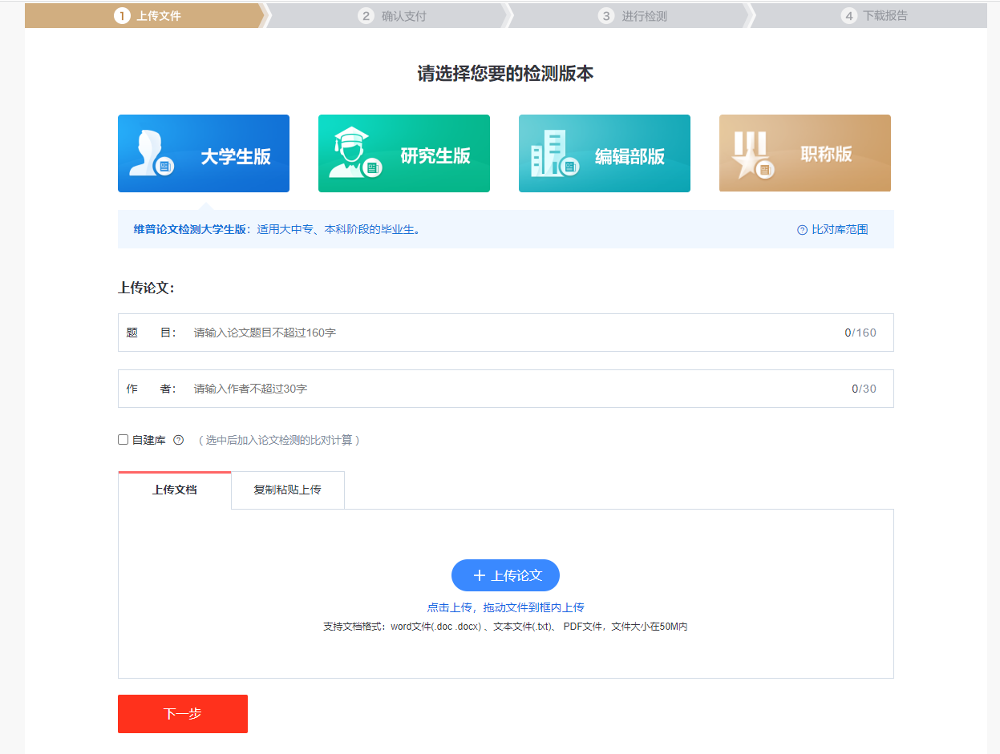 1 上传文件 2 确认支付 3 进行检测 4 下载报告
请选择您要的检测版本
大学生版 研究生版 编辑部版 职称版
维普论文检测大学生版：适用大中专、本科阶段的毕业生。 ? 比对库范围
上传论文：
题 目： 请输入论文题目不超过160字 0/160
作 者： 请输入作者不超过30字 0/30
自建库 ? （选中后加入论文检测的比对计算）
上传文档 复制粘贴上传
+ 上传论文
点击上传，拖动文件到框内上传
支持文档格式：word文件(.doc .docx) 、文本文件(.txt)、 PDF文件，文件大小在50M内
下一步